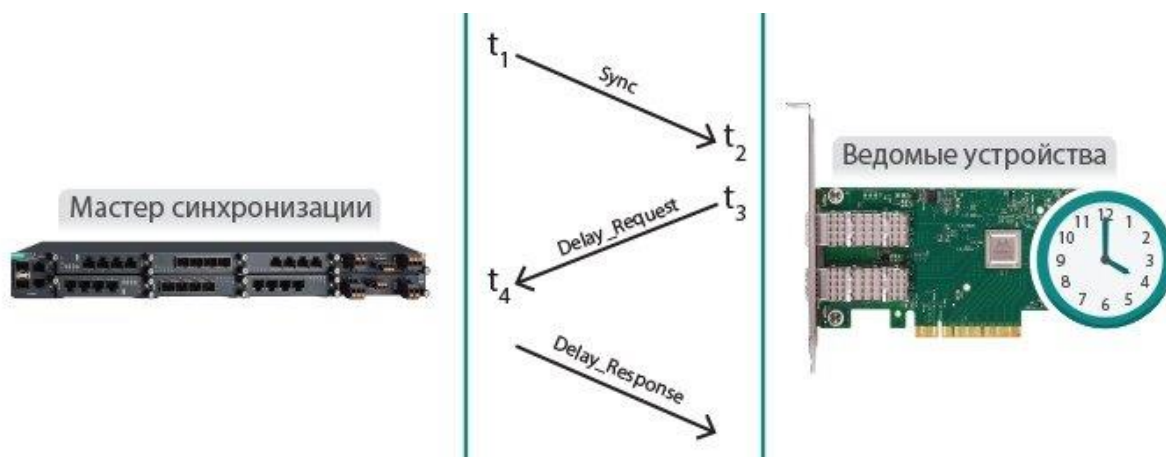 t1
Sync
t2
Ведомые устройства
Мастер синхронизации
Delay_Request
t3
t4
Delay_Response
12
11
1
10
2
9
3
8
4
7
5
6